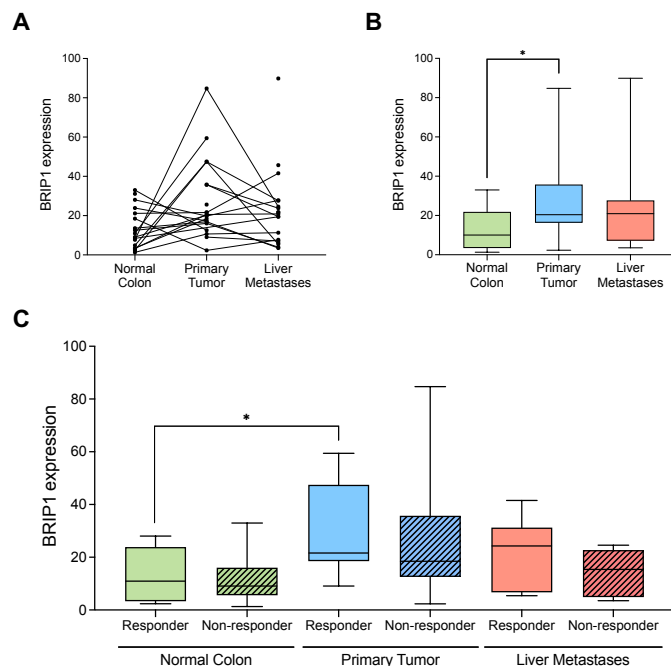 A
BRIP1 expression
100
80
60
40
20
0
Normal
Colon
Primary
Tumor
Liver
Metastases
B
BRIP1 expression
100
80
60
40
20
0
*
Normal
Colon
Primary
Tumor
Liver
Metastases
C
BRIP1 expression
100
80
60
40
20
0
*
Responder Non-responder Responder Non-responder Responder Non-responder
Normal Colon Primary Tumor Liver Metastases